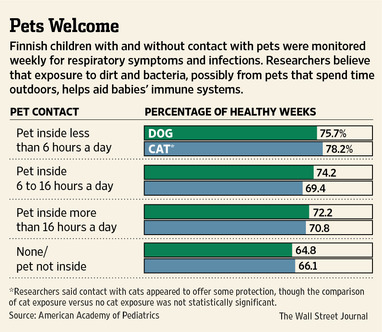 Pets Welcome
Finnish children with and without contact with pets were monitored
weekly for respiratory symptoms and infections. Researchers believe
that exposure to dirt and bacteria, possibly from pets that spend time
outdoors, helps aid babies' immune systems.
PET CONTACT PERCENTAGE OF HEALTHY WEEKS
Pet inside less
than 6 hours a day
DOG 75.7%
CAT* 78.2%
Pet inside
6 to 16 hours a day
74.2
69.4
Pet inside more
than 16 hours a day
72.2
70.8
None/
pet not inside
64.8
66.1
*Researchers said contact with cats appeared to offer some protection, though the comparison
of cat exposure versus no cat exposure was not statistically significant.
Source: American Academy of Pediatrics The Wall Street Journal